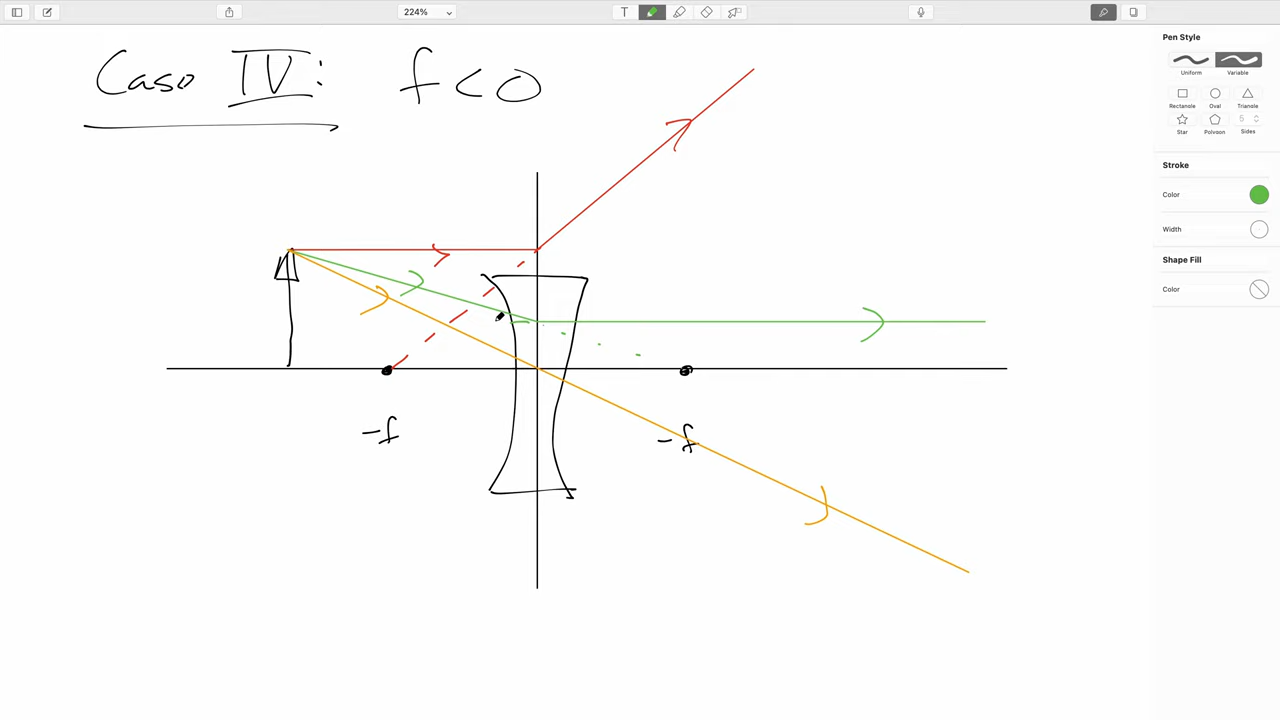 224%
T
Caso IV: f<0
-f
-f
Pen Style
Uniform Variable
Rectangle Oval Triangle
Star Polygon 5 Sides
Stroke
Color
Width
Shape Fill
Color